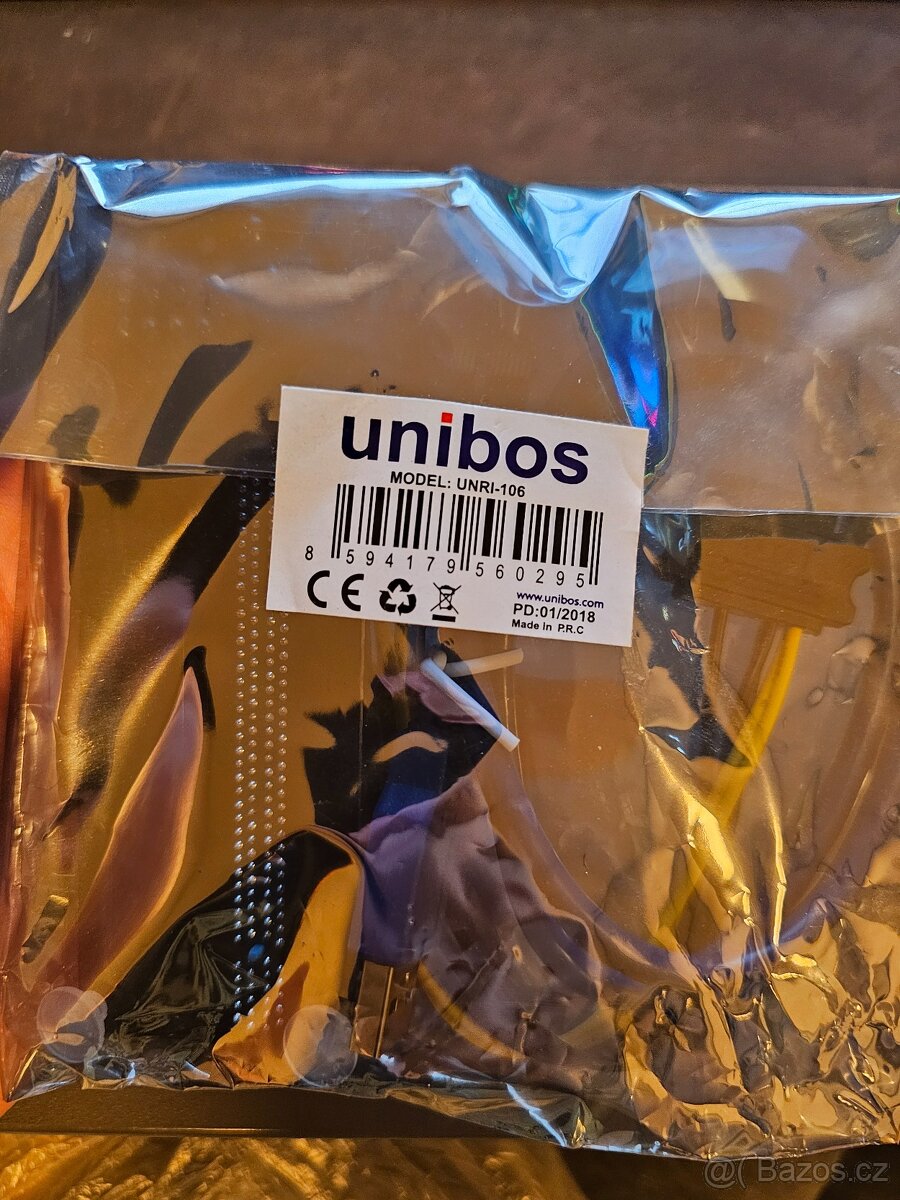 unibos
MODEL: UNRI-106
8 594179 560295
CE
www.unibos.com
PD:01/2018
Made In P.R.C
@ Bazos.cz